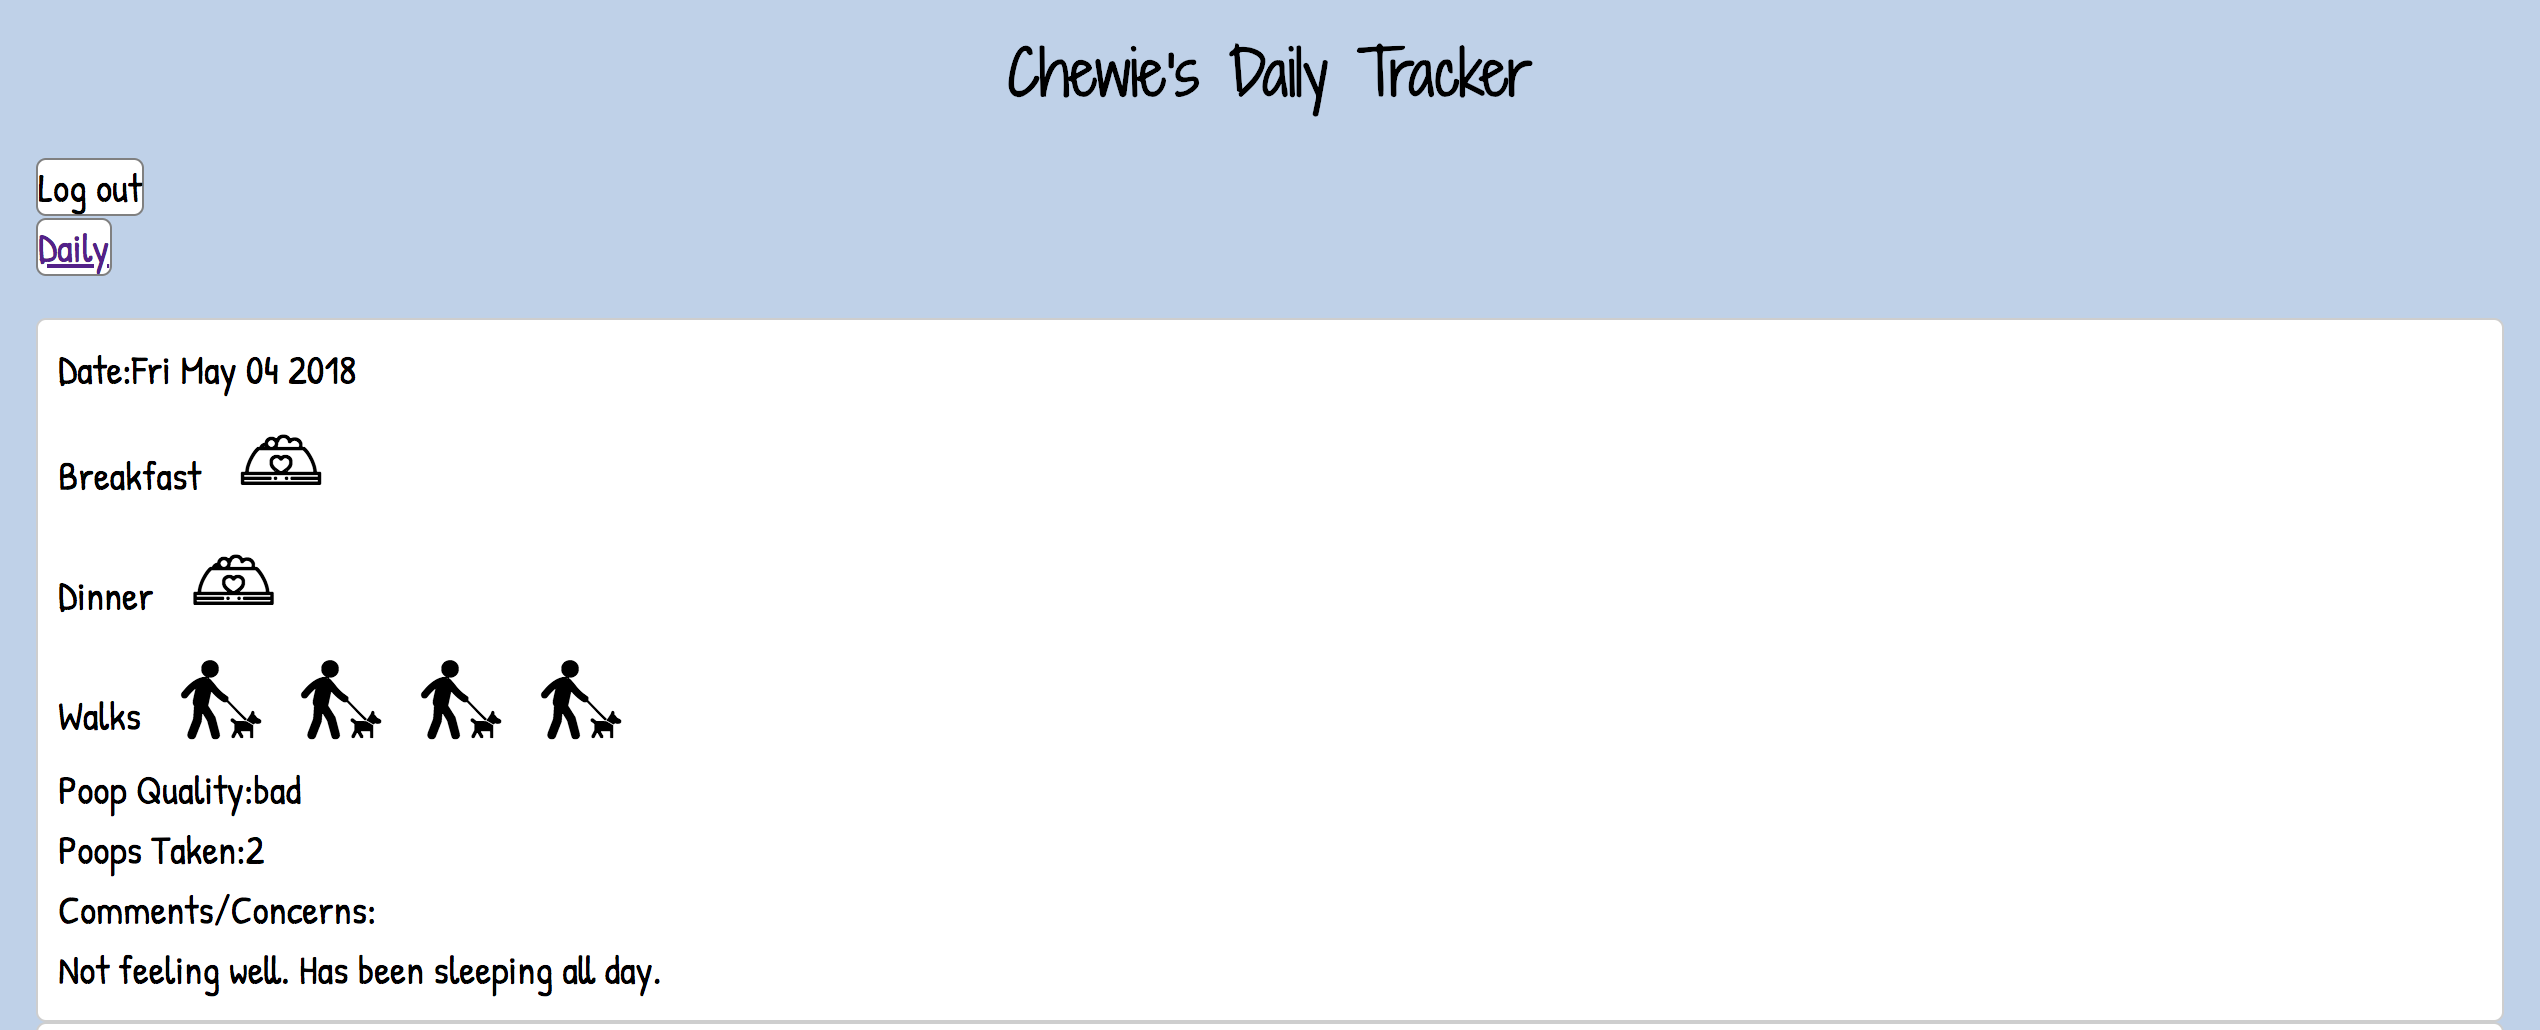 Chewie's Daily Tracker
Log out
Daily
Date:Fri May 04 2018
Breakfast
Dinner
Walks
Poop Quality:bad
Poops Taken:2
Comments/Concerns:
Not feeling well. Has been sleeping all day.